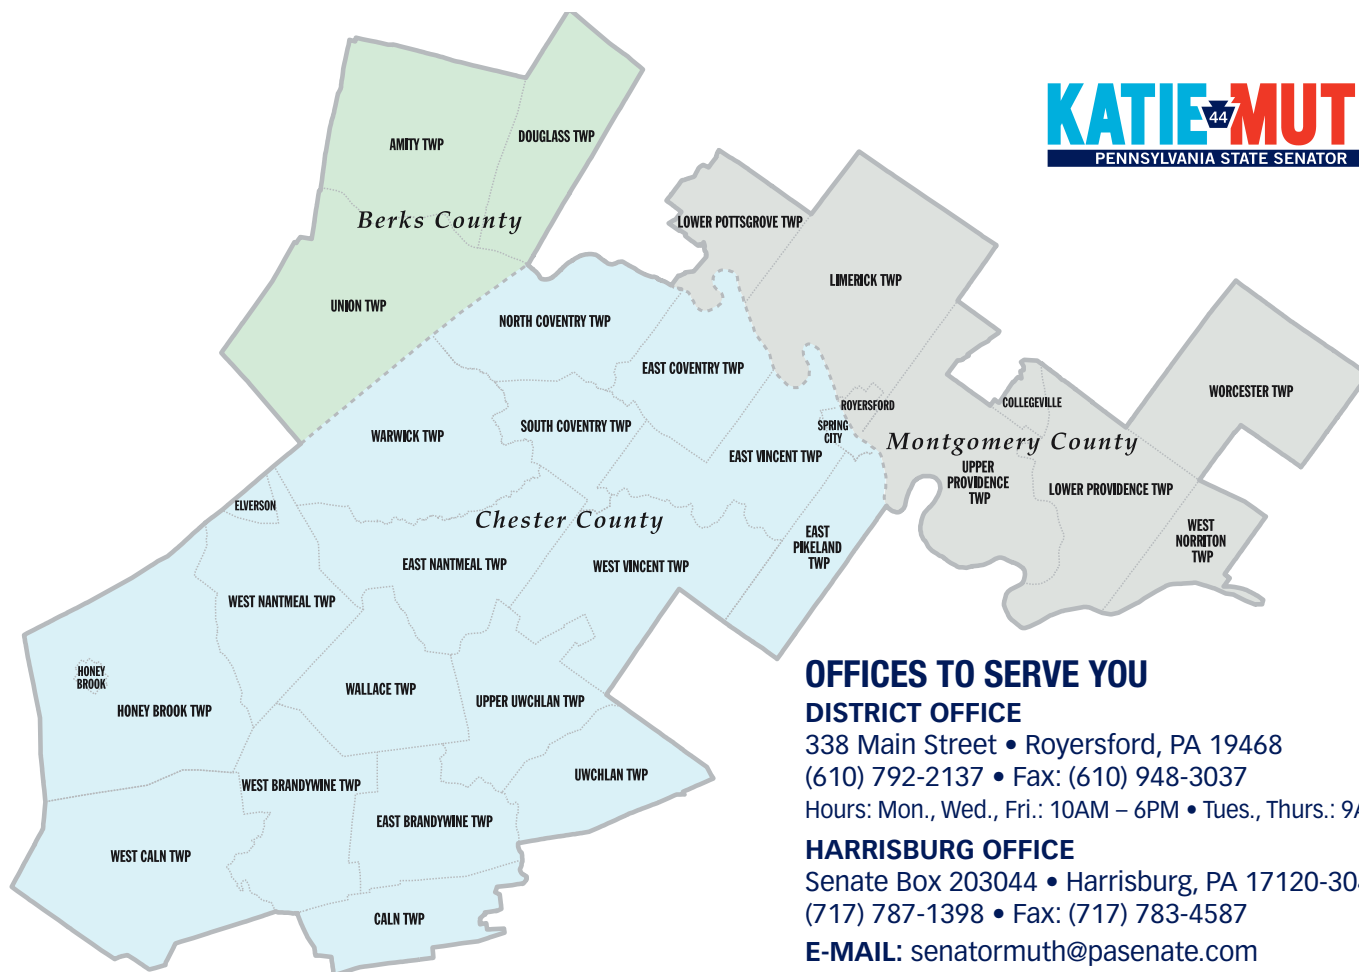 KATIE 44 MUT
PENNSYLVANIA STATE SENATOR
AMITY TWP
DOUGLASS TWP
Berks County
UNION TWP
LOWER POTTSGROVE TWP
LIMERICK TWP
NORTH COVENTRY TWP
EAST COVENTRY TWP
WORCESTER TWP
ROYERSFORD
COLLEGEVILLE
WARWICK TWP
SOUTH COVENTRY TWP
SPRING
CITY
EAST VINCENT TWP
Montgomery County
UPPER
PROVIDENCE
TWP
LOWER PROVIDENCE TWP
ELVERSON
Chester County
EAST
PIKELAND
TWP
WEST
NORRITON
TWP
EAST NANTMEAL TWP
WEST VINCENT TWP
WEST NANTMEAL TWP
HONEY
BROOK
HONEY BROOK TWP
WALLACE TWP
UPPER UWCHLAN TWP
UWCHLAN TWP
WEST BRANDYWINE TWP
EAST BRANDYWINE TWP
WEST CALN TWP
CALN TWP
OFFICES TO SERVE YOU
DISTRICT OFFICE
338 Main Street • Royersford, PA 19468
(610) 792-2137 • Fax: (610) 948-3037
Hours: Mon., Wed., Fri.: 10AM – 6PM • Tues., Thurs.:
HARRISBURG OFFICE
Senate Box 203044 • Harrisburg, PA
(717) 787-1398 • Fax: (717) 783-4587
E-MAIL: senatormuth@pasenate.com